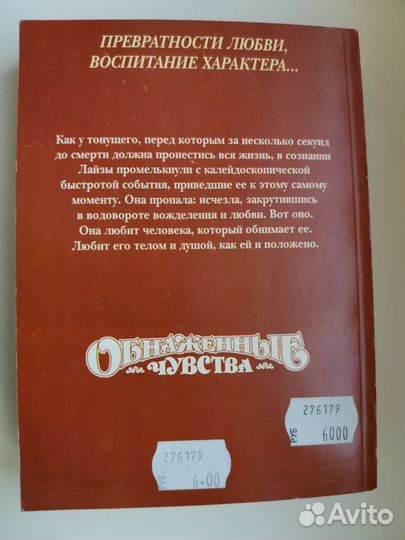 ПРЕВРАТНОСТИ ЛЮБВИ,
ВОСПИТАНИЕ ХАРАКТЕРА...
Как у тонущего, перед которым за несколько секунд
до смерти должна пронестись вся жизнь, в сознании
Лайзы промелькнули с калейдоскопической
быстротой события, приведшие ее к этому самому
моменту. Она пропала: исчезла, закрутившись
в водовороте вожделения и любви. Вот оно.
Она любит человека, который обнимает ее.
Любит его телом и душой, как ей и положено.
ОБНАЖЕННЫЕ
ЧУВСТВА
276179
РУБ 6000
276179
РУБ 6-00
Avito